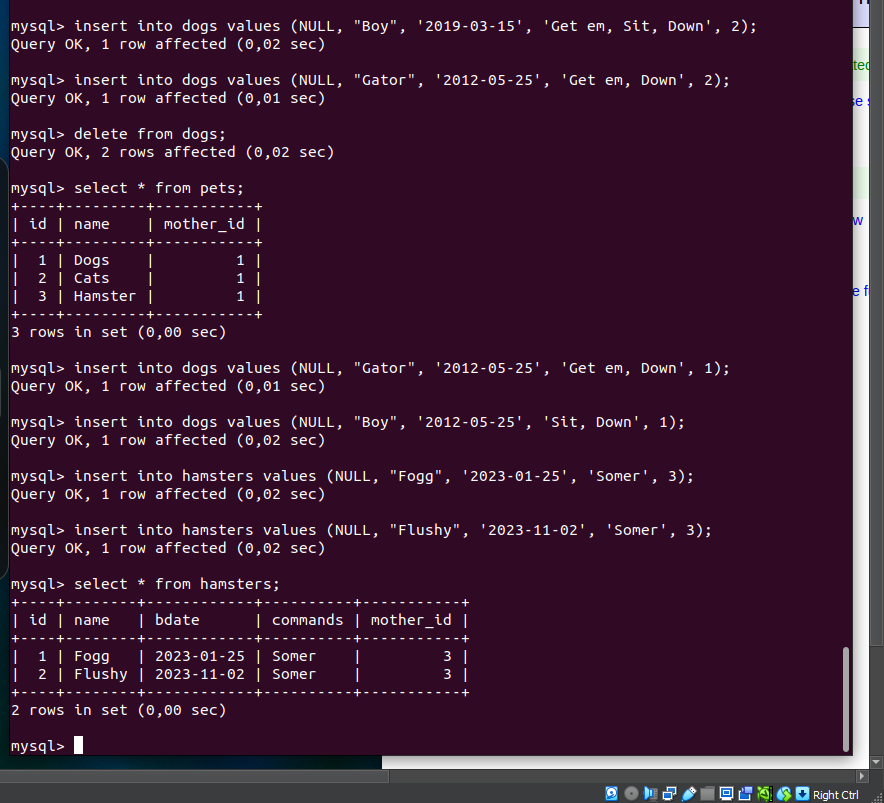 mysql> insert into dogs values (NULL, "Boy", '2019-03-15', 'Get em, Sit, Down', 2);
Query OK, 1 row affected (0,02 sec)
mysql> insert into dogs values (NULL, "Gator", '2012-05-25', 'Get em, Down', 2);
Query OK, 1 row affected (0,01 sec)
mysql> delete from dogs;
Query OK, 2 rows affected (0,02 sec)
mysql> select * from pets;
+----+---------+-----------+
| id | name    | mother_id |
+----+---------+-----------+
|  1 | Dogs    |         1 |
|  2 | Cats    |         1 |
|  3 | Hamster |         1 |
+----+---------+-----------+
3 rows in set (0,00 sec)
mysql> insert into dogs values (NULL, "Gator", '2012-05-25', 'Get em, Down', 1);
Query OK, 1 row affected (0,01 sec)
mysql> insert into dogs values (NULL, "Boy", '2012-05-25', 'Sit, Down', 1);
Query OK, 1 row affected (0,02 sec)
mysql> insert into hamsters values (NULL, "Fogg", '2023-01-25', 'Somer', 3);
Query OK, 1 row affected (0,02 sec)
mysql> insert into hamsters values (NULL, "Flushy", '2023-11-02', 'Somer', 3);
Query OK, 1 row affected (0,02 sec)
mysql> select * from hamsters;
+----+--------+------------+----------+-----------+
| id | name   | bdate      | commands | mother_id |
+----+--------+------------+----------+-----------+
|  1 | Fogg   | 2023-01-25 | Somer    |         3 |
|  2 | Flushy | 2023-11-02 | Somer    |         3 |
+----+--------+------------+----------+-----------+
2 rows in set (0,00 sec)
mysql>
Right Ctrl